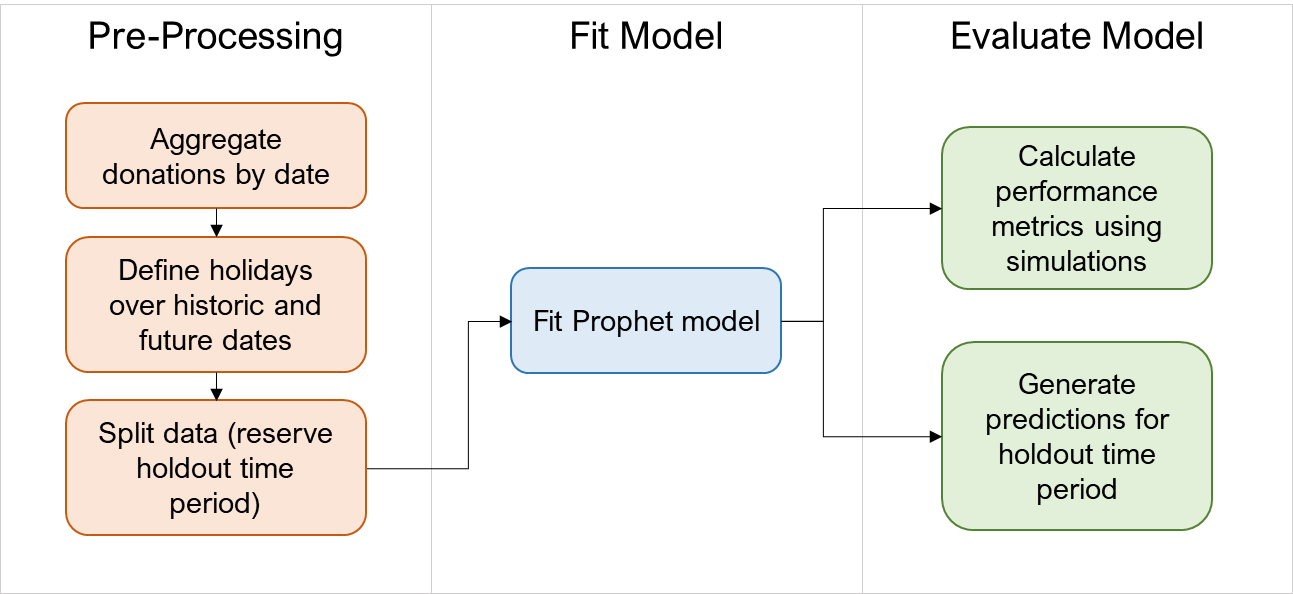 Pre-Processing
Aggregate
donations by date
Define holidays
over historic and
future dates
Split data (reserve
holdout time
period)
Fit Model
Fit Prophet model
Evaluate Model
Calculate
performance
metrics using
simulations
Generate
predictions for
holdout time
period